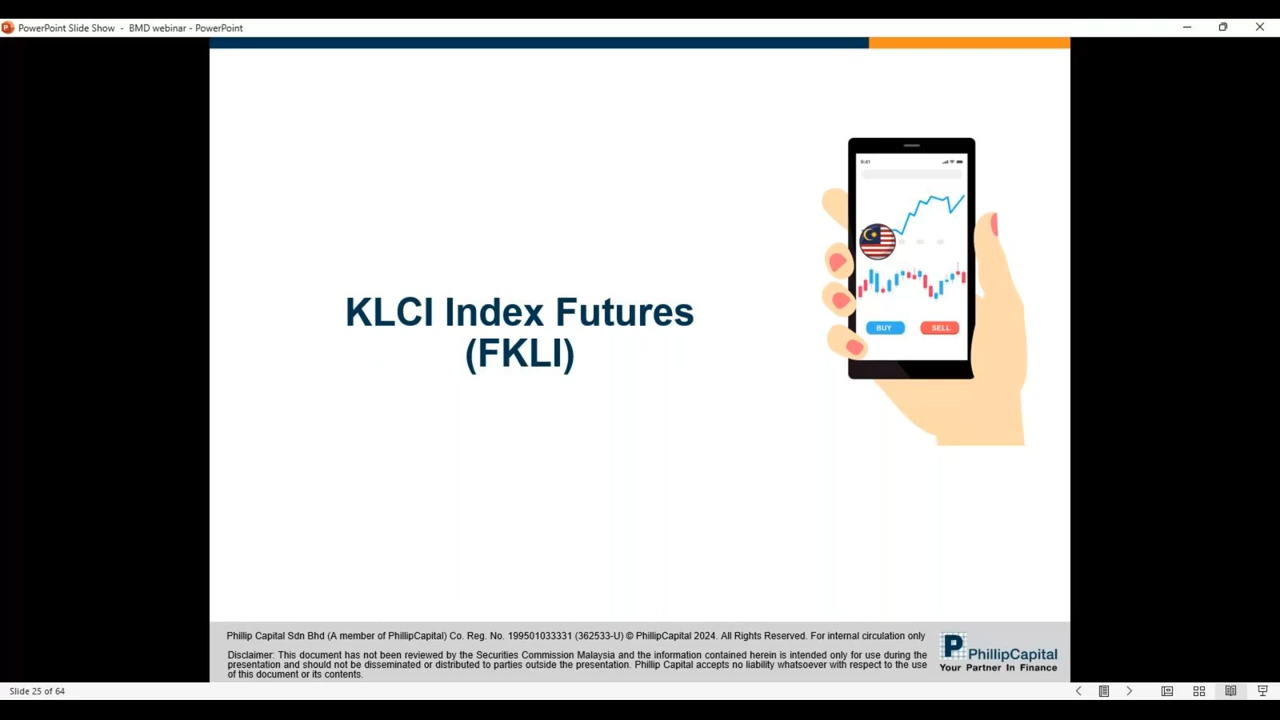 PowerPoint Slide Show - BMD webinar - PowerPoint
9:41
BUY
SELL
KLCI Index Futures
(FKLI)
Phillip Capital Sdn Bhd (A member of PhillipCapital) Co. Reg. No. 199501033331 (362533-U) © PhillipCapital 2024. All Rights Reserved. For internal circulation only
Disclaimer: This document has not been reviewed by the Securities Commission Malaysia and the information contained herein is intended only for use during the
presentation and should not be disseminated or distributed to parties outside the presentation. Phillip Capital accepts no liability whatsoever with respect to the use
of this document or its contents.
PhillipCapital
Your Partner In Finance
Slide 25 of 64